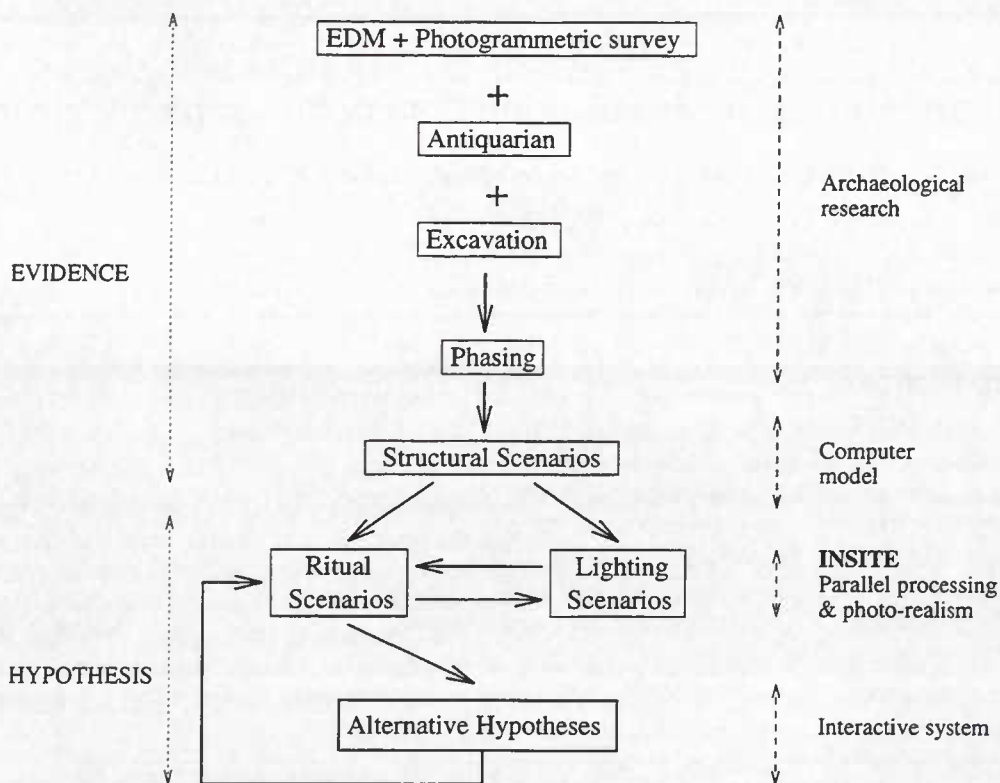 EDM + Photogrammetric survey
+
Antiquarian
+
Excavation
Archaeological
research
EVIDENCE
Phasing
Structural Scenarios
Computer
model
Ritual
Scenarios
Lighting
Scenarios
INSITE
Parallel processing
& photo-realism
HYPOTHESIS
Alternative Hypotheses
Interactive system